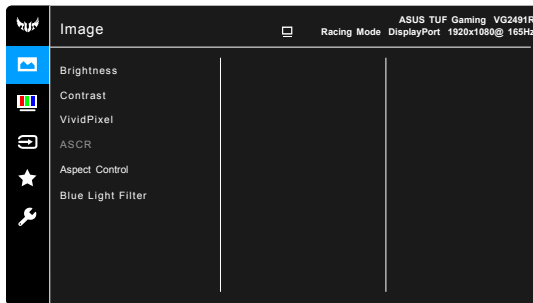 Image
ASUS TUF Gaming VG2491R
Racing Mode DisplayPort 1920x1080@ 165Hz
Brightness
Contrast
VividPixel
ASCR
Aspect Control
Blue Light Filter